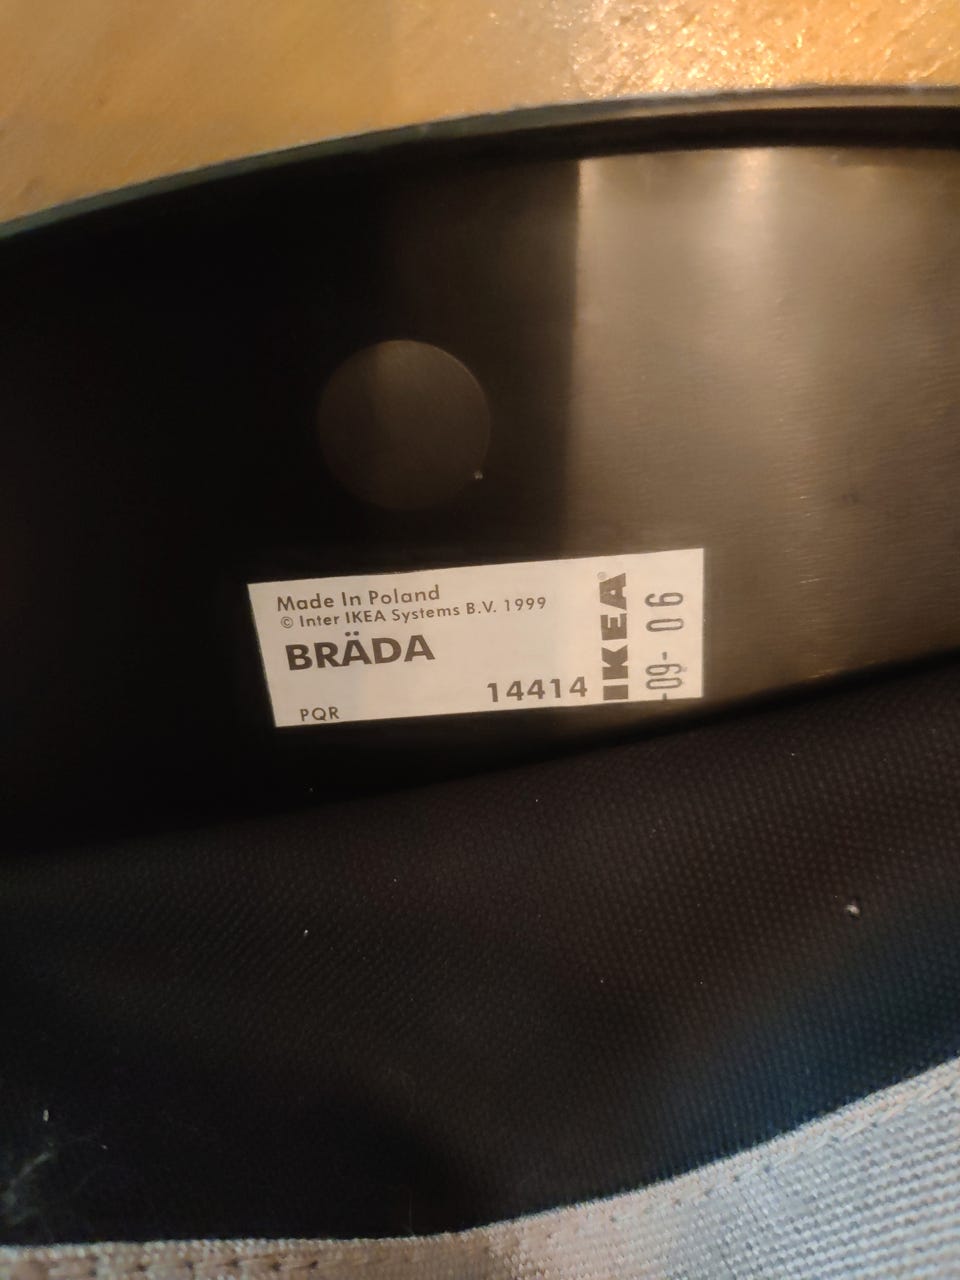 Made In Poland
© Inter IKEA Systems B.V. 1999
BRÄDA
14414
PQR
IKEA®
-09- 06